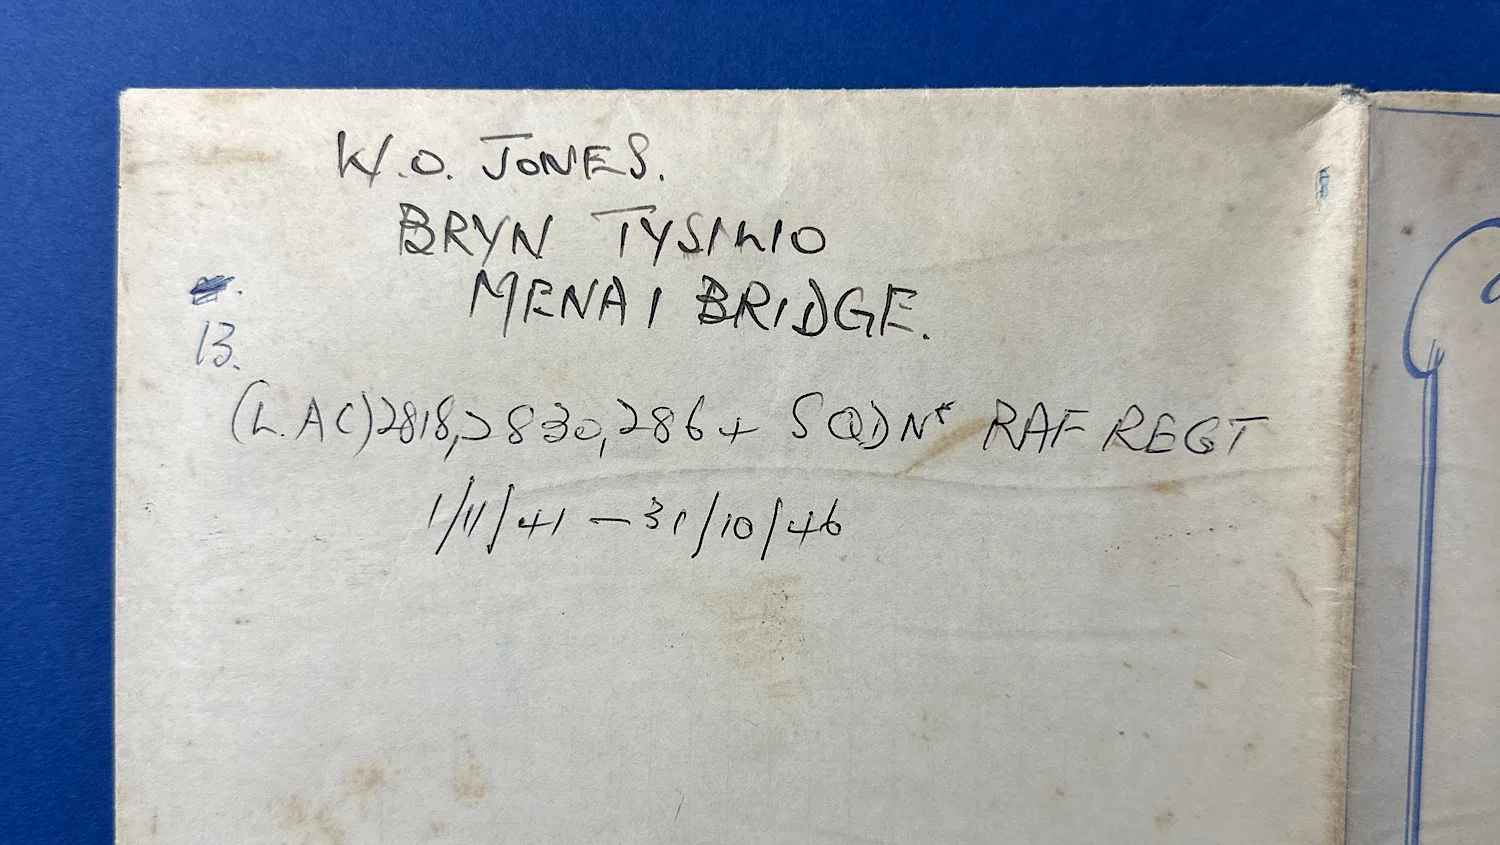 W.O. JONES.
BRYN TYSILIO
MENAI BRIDGE.
13.
(L.A.C) 2818, 2830, 2864 SQDNs RAF REGT
1/11/41 – 31/10/46